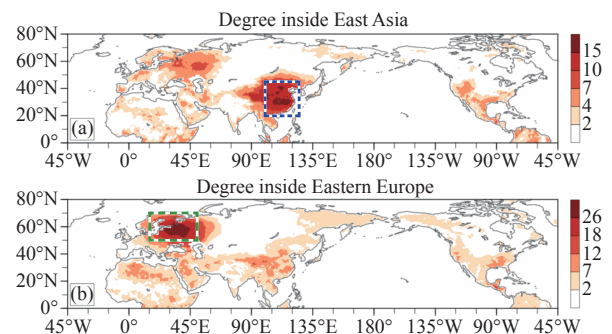 Degree inside East Asia
80°N
60°N
40°N
20°N
0°
(a)
15
10
7
4
2
45°W 0° 45°E 90°E 135°E 180° 135°W 90°W 45°W
Degree inside Eastern Europe
80°N
60°N
40°N
20°N
0°
(b)
26
18
12
7
2
45°W 0° 45°E 90°E 135°E 180° 135°W 90°W 45°W